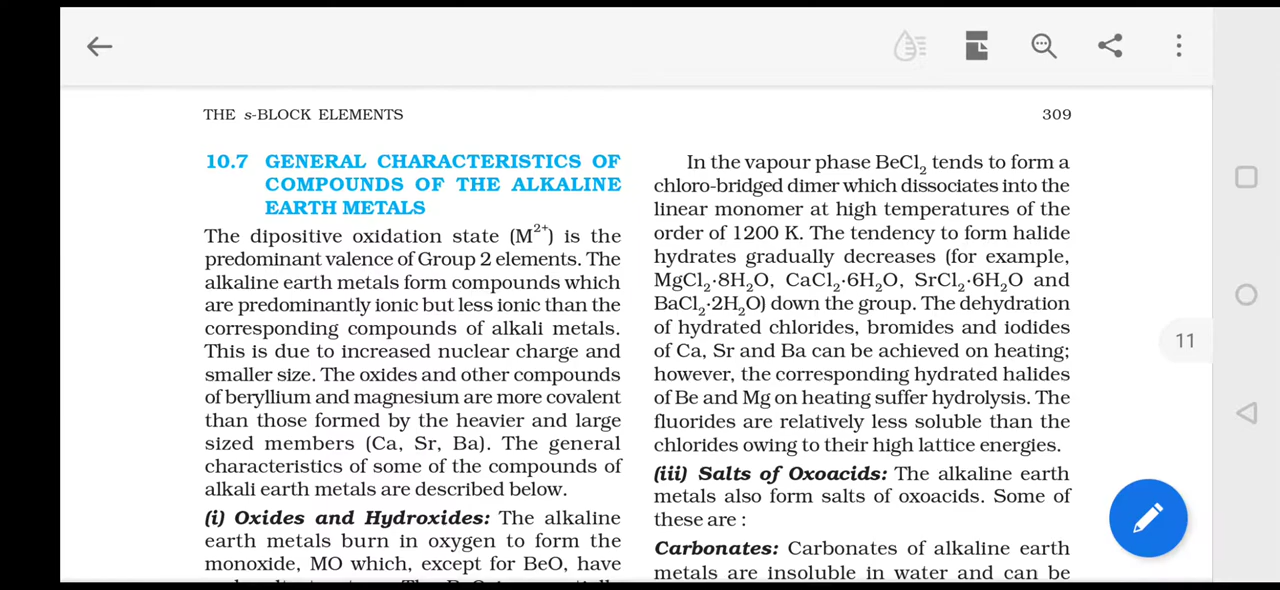 THE s-BLOCK ELEMENTS
309
10.7 GENERAL CHARACTERISTICS OF
COMPOUNDS OF THE ALKALINE
EARTH METALS
The dipositive oxidation state (M²⁺) is the
predominant valence of Group 2 elements. The
alkaline earth metals form compounds which
are predominantly ionic but less ionic than the
corresponding compounds of alkali metals.
This is due to increased nuclear charge and
smaller size. The oxides and other compounds
of beryllium and magnesium are more covalent
than those formed by the heavier and large
sized members (Ca, Sr, Ba). The general
characteristics of some of the compounds of
alkali earth metals are described below.
(i) Oxides and Hydroxides: The alkaline
earth metals burn in oxygen to form the
monoxide, MO which, except for BeO, have
In the vapour phase BeCl₂ tends to form a
chloro-bridged dimer which dissociates into the
linear monomer at high temperatures of the
order of 1200 K. The tendency to form halide
hydrates gradually decreases (for example,
MgCl₂·8H₂O, CaCl₂·6H₂O, SrCl₂·6H₂O and
BaCl₂·2H₂O) down the group. The dehydration
of hydrated chlorides, bromides and iodides
of Ca, Sr and Ba can be achieved on heating;
however, the corresponding hydrated halides
of Be and Mg on heating suffer hydrolysis. The
fluorides are relatively less soluble than the
chlorides owing to their high lattice energies.
(iii) Salts of Oxoacids: The alkaline earth
metals also form salts of oxoacids. Some of
these are :
Carbonates: Carbonates of alkaline earth
metals are insoluble in water and can be
11